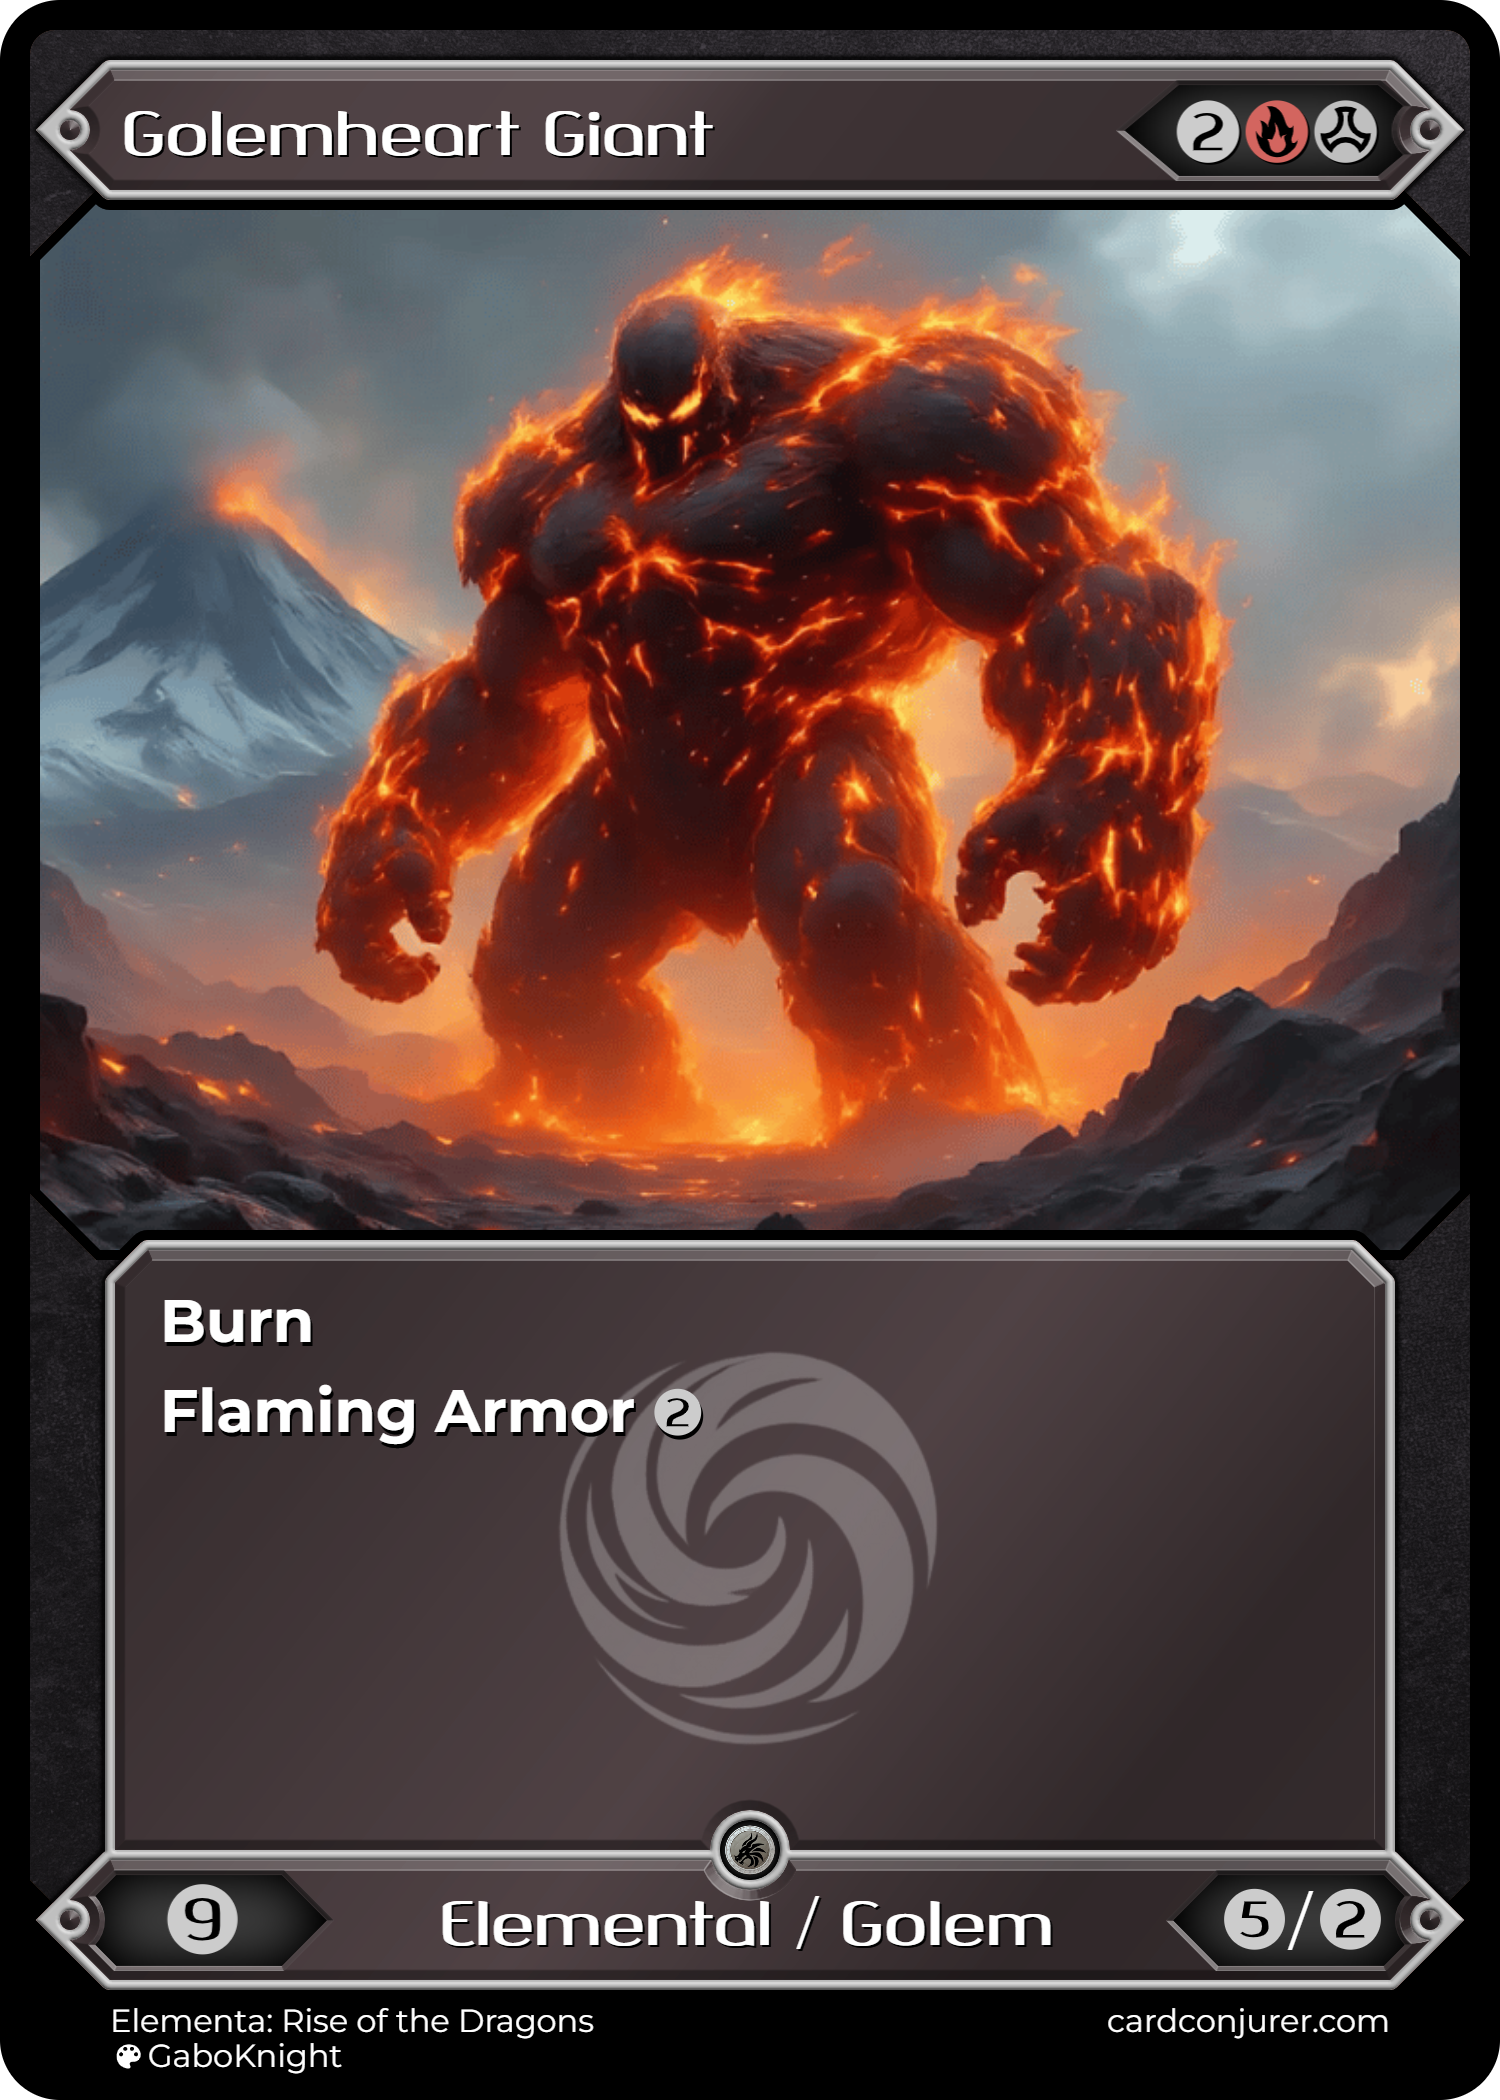 Golemheart Giant 2
Burn
Flaming Armor 2
9 Elemental / Golem 5/2
Elementa: Rise of the Dragons cardconjurer.com
GaboKnight